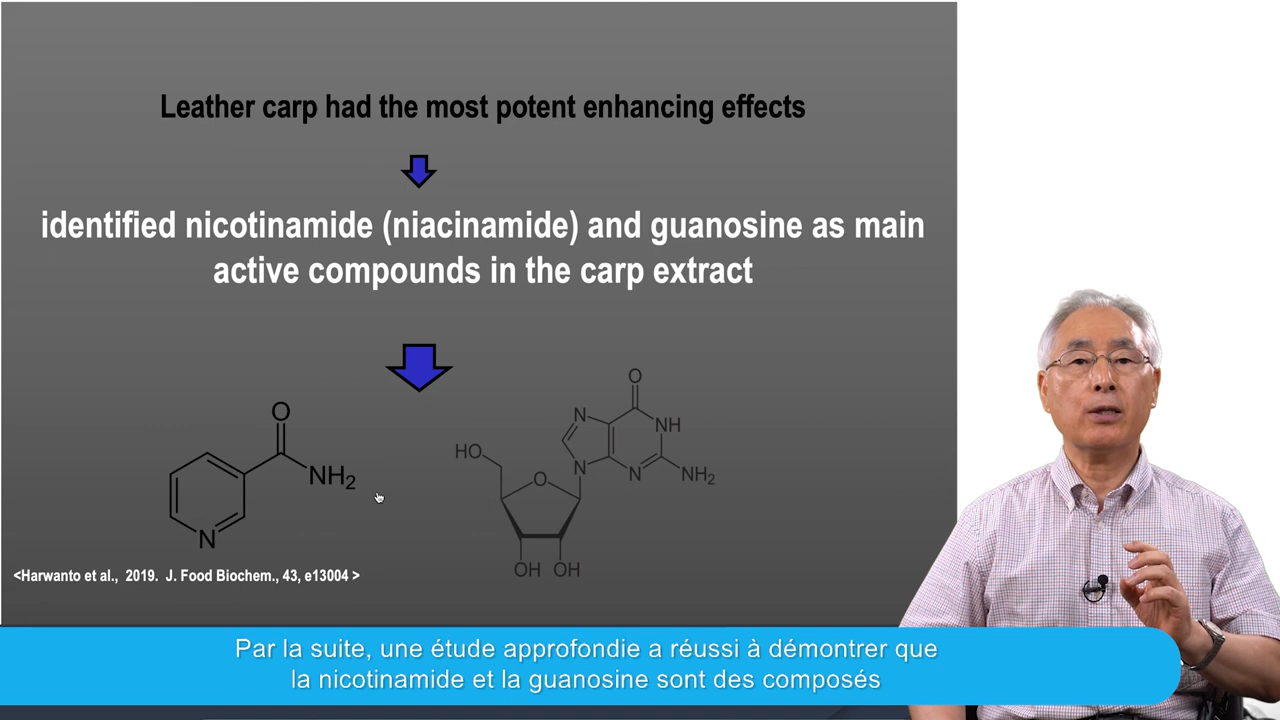 Leather carp had the most potent enhancing effects
identified nicotinamide (niacinamide) and guanosine as main
active compounds in the carp extract
O
NH2
N
O
N
NH
HO
O
N
N
NH2
OH OH
<Harwanto et al., 2019. J. Food Biochem., 43, e13004 >
Par la suite, une étude approfondie a réussi à démontrer que
la nicotinamide et la guanosine sont des composés